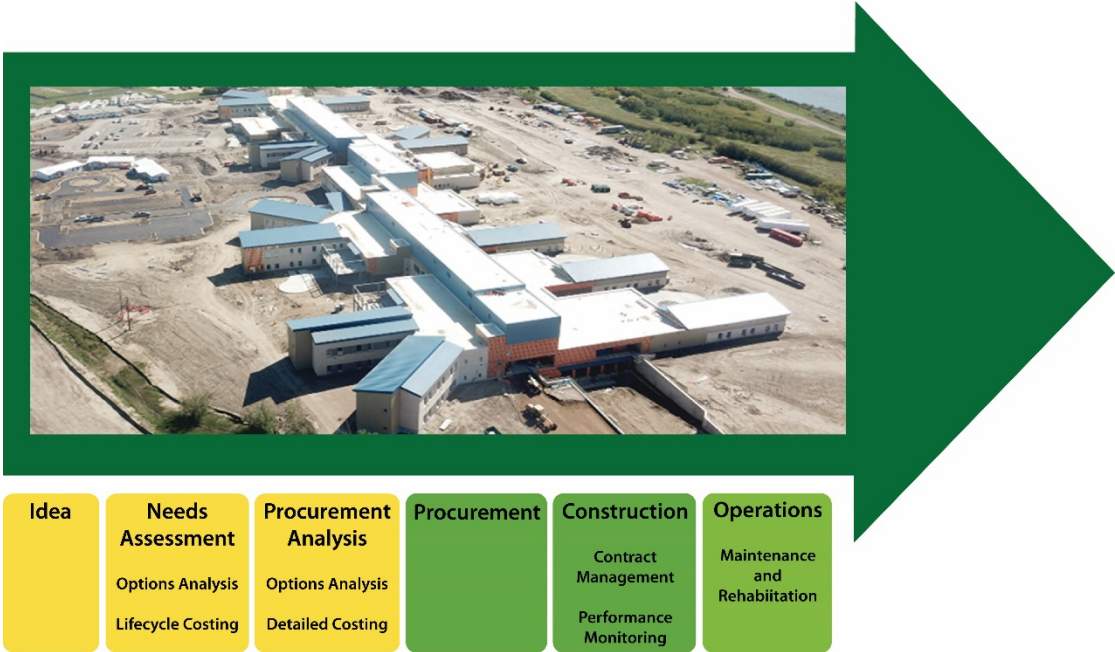 Idea
Needs
Assessment
Options Analysis
Lifecycle Costing
Procurement
Analysis
Options Analysis
Detailed Costing
Procurement
Construction
Contract
Management
Performance
Monitoring
Operations
Maintenance
and
Rehabiitation